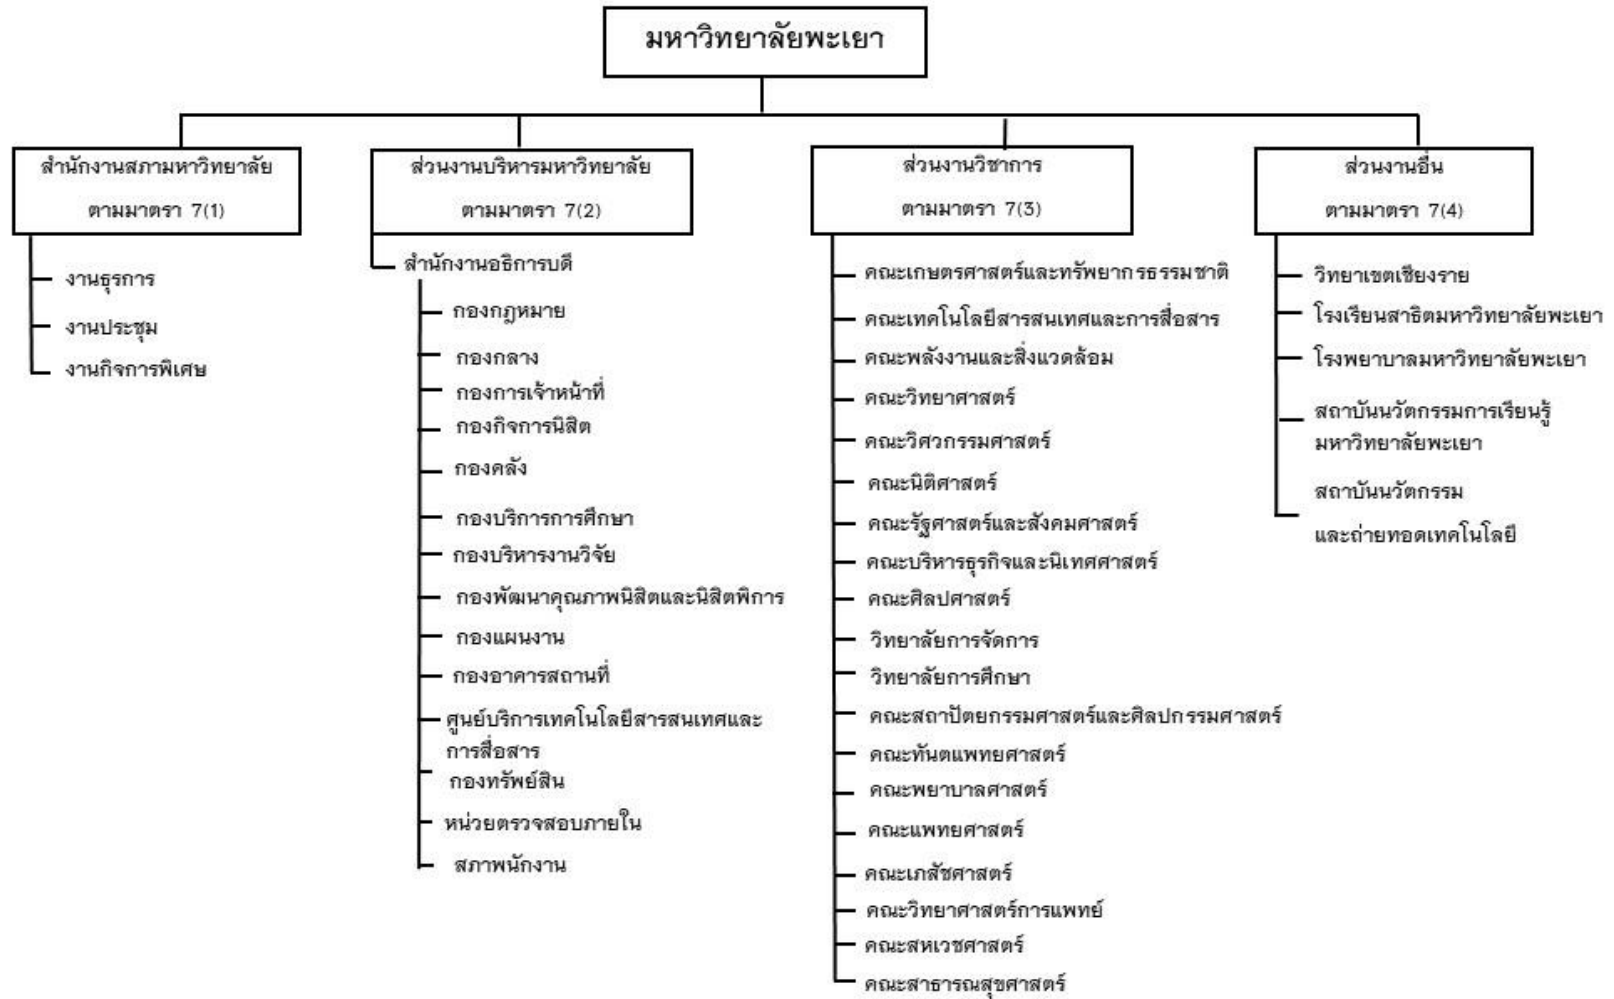 มหาวิทยาลัยพะเยา
สำนักงานสภามหาวิทยาลัย
ตามมาตรา 7(1)
งานธุรการ
งานประชุม
งานกิจการพิเศษ
ส่วนงานบริหารมหาวิทยาลัย
ตามมาตรา 7(2)
สำนักงานอธิการบดี
กองกฎหมาย
กองกลาง
กองการเจ้าหน้าที่
กองกิจการนิสิต
กองคลัง
กองบริการการศึกษา
กองบริหารงานวิจัย
กองพัฒนาคุณภาพนิสิตและนิสิตพิการ
กองแผนงาน
กองอาคารสถานที่
ศูนย์บริการเทคโนโลยีสารสนเทศและ
การสื่อสาร
กองทรัพย์สิน
หน่วยตรวจสอบภายใน
สภาพนักงาน
ส่วนงานวิชาการ
ตามมาตรา 7(3)
คณะเกษตรศาสตร์และทรัพยากรธรรมชาติ
คณะเทคโนโลยีสารสนเทศและการสื่อสาร
คณะพลังงานและสิ่งแวดล้อม
คณะวิทยาศาสตร์
คณะวิศวกรรมศาสตร์
คณะนิติศาสตร์
คณะรัฐศาสตร์และสังคมศาสตร์
คณะบริหารธุรกิจและนิเทศศาสตร์
คณะศิลปศาสตร์
วิทยาลัยการจัดการ
วิทยาลัยการศึกษา
คณะสถาปัตยกรรมศาสตร์และศิลปกรรมศาสตร์
คณะทันตแพทยศาสตร์
คณะพยาบาลศาสตร์
คณะแพทยศาสตร์
คณะเภสัชศาสตร์
คณะวิทยาศาสตร์การแพทย์
คณะสหเวชศาสตร์
คณะสาธารณสุขศาสตร์
ส่วนงานอื่น
ตามมาตรา 7(4)
วิทยาเขตเชียงราย
โรงเรียนสาธิตมหาวิทยาลัยพะเยา
โรงพยาบาลมหาวิทยาลัยพะเยา
สถาบันนวัตกรรมการเรียนรู้
มหาวิทยาลัยพะเยา
สถาบันนวัตกรรม
และถ่ายทอดเทคโนโลยี